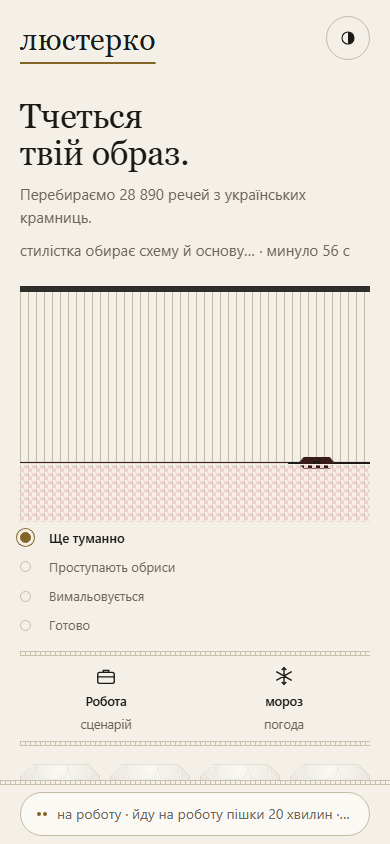 люстерко
Тчеться
твій образ.
Перебираємо 28 890 речей з українських
крамниць.
стилістка обирає схему й основу… · минуло 56 с
Ще туманно
Проступають обриси
Вимальовується
Готово
Робота
мороз
сценарій
погода
на роботу · йду на роботу пішки 20 хвилин ·…